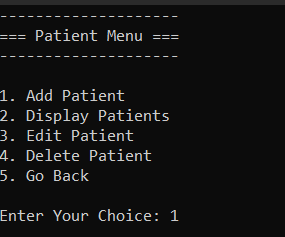 --------------------
=== Patient Menu ===
--------------------
1. Add Patient
2. Display Patients
3. Edit Patient
4. Delete Patient
5. Go Back
Enter Your Choice: 1